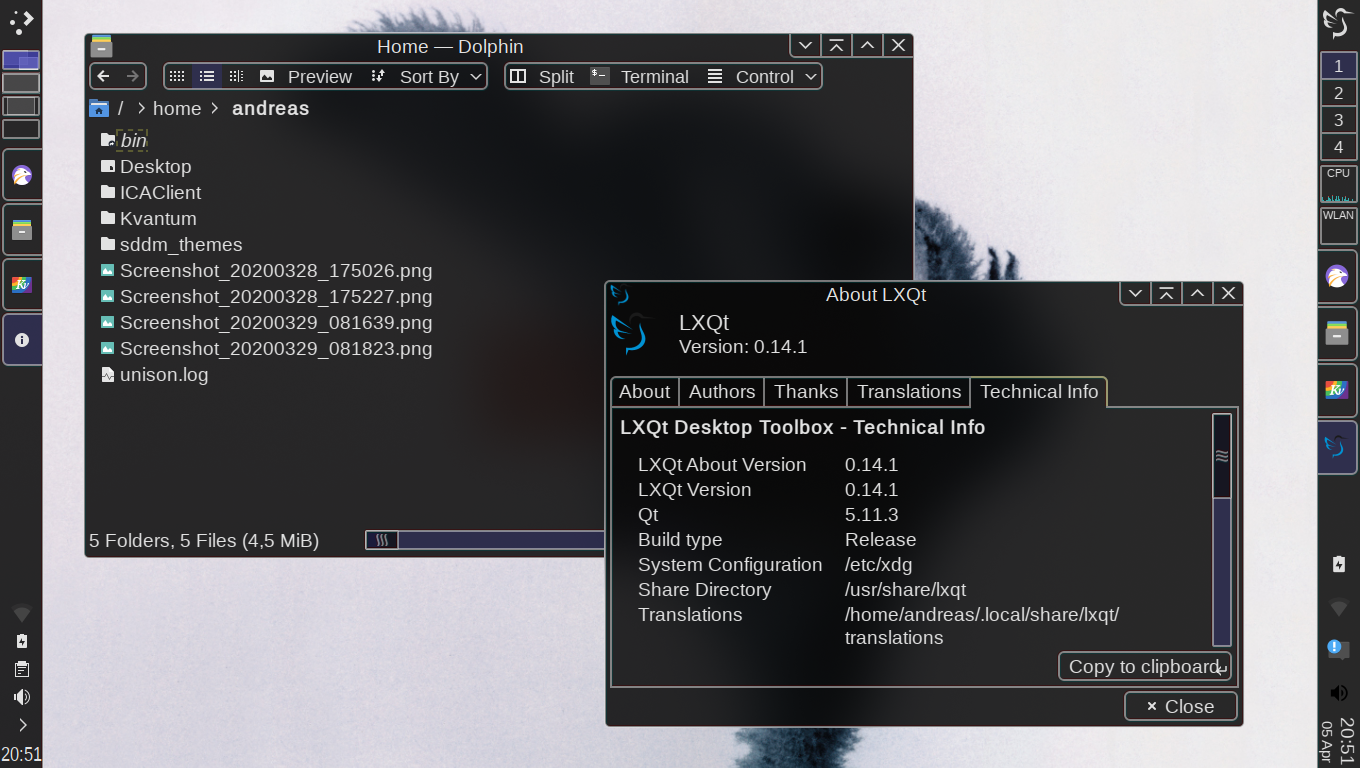 Home — Dolphin
Preview Sort By Split Terminal Control
/ home andreas
bin
Desktop
ICAClient
Kvantum
sddm_themes
Screenshot_20200328_175026.png
Screenshot_20200328_175227.png
Screenshot_20200329_081639.png
Screenshot_20200329_081823.png
unison.log
5 Folders, 5 Files (4,5 MiB)
About LXQt
LXQt
Version: 0.14.1
About Authors Thanks Translations Technical Info
LXQt Desktop Toolbox - Technical Info
LXQt About Version 0.14.1
LXQt Version 0.14.1
Qt 5.11.3
Build type Release
System Configuration /etc/xdg
Share Directory /usr/share/lxqt
Translations /home/andreas/.local/share/lxqt/
translations
Copy to clipboard
Close
20:51
1
2
3
4
CPU
WLAN
20:51
05 Apr